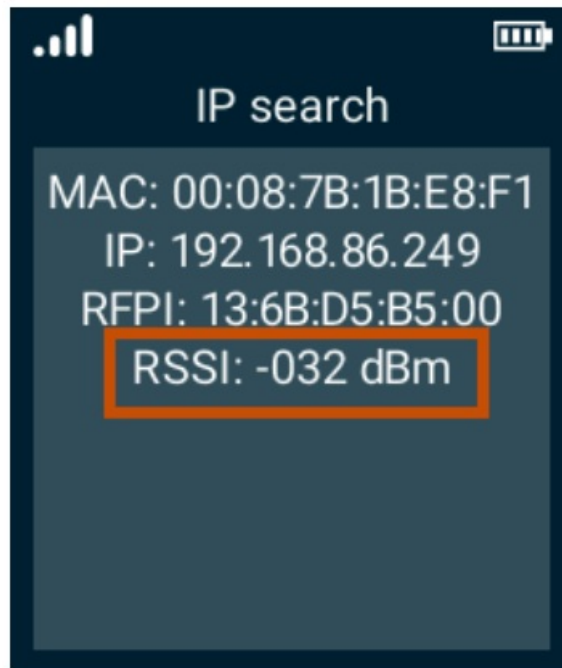 IP search
MAC: 00:08:7B:1B:E8:F1
IP: 192.168.86.249
RFPI: 13:6B:D5:B5:00
RSSI: -032 dBm